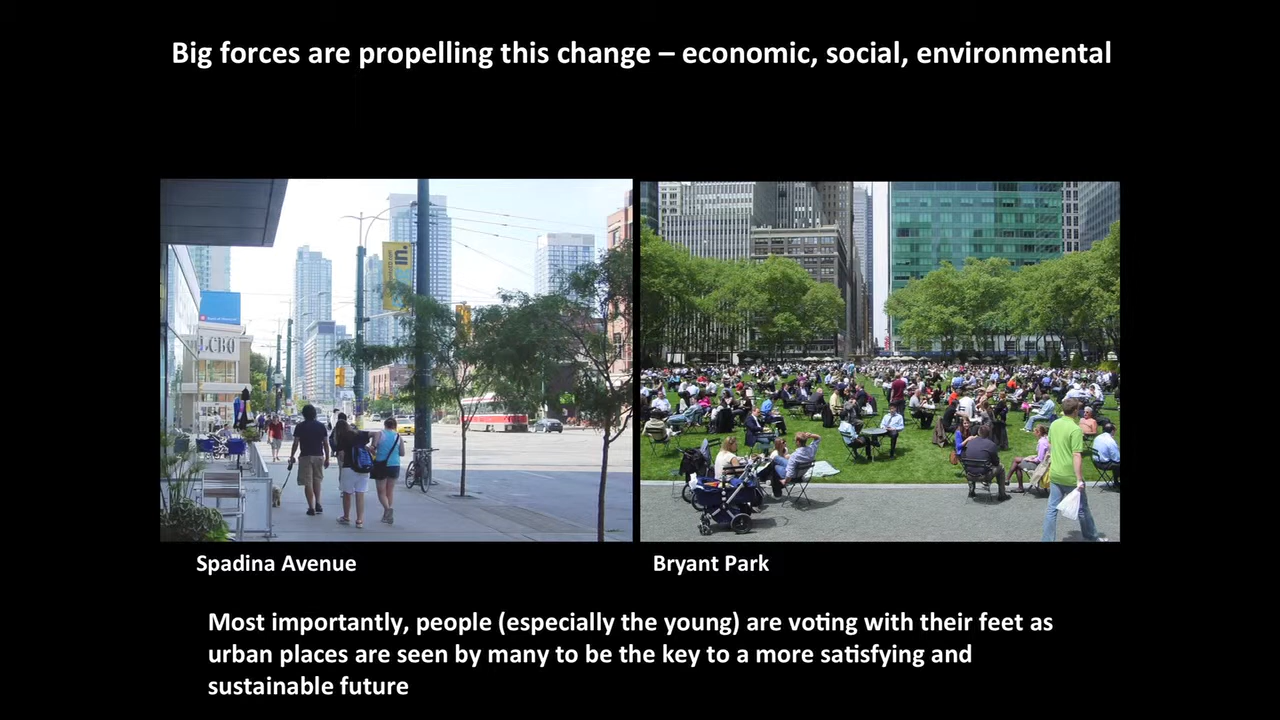 Big forces are propelling this change – economic, social, environmental
LCBO
Spadina Avenue
Bryant Park
Most importantly, people (especially the young) are voting with their feet as
urban places are seen by many to be the key to a more satisfying and
sustainable future